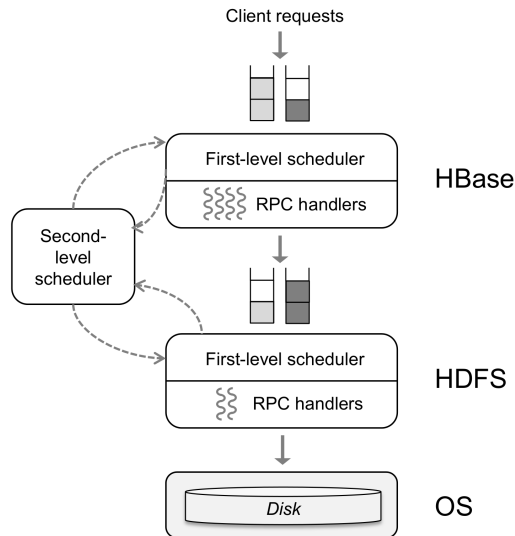 Client requests
First-level scheduler
RPC handlers
HBase
Second-
level
scheduler
First-level scheduler
RPC handlers
HDFS
Disk
OS